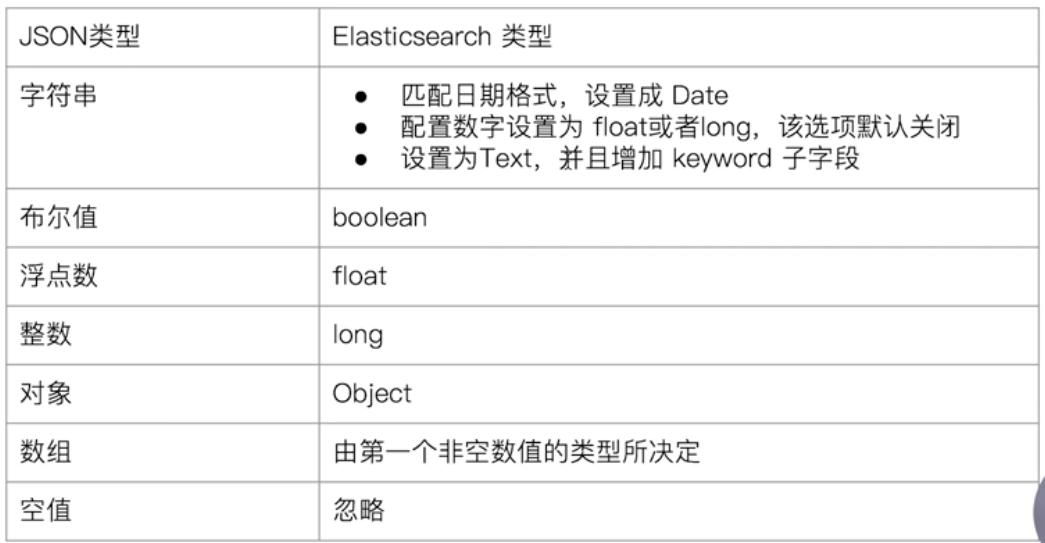 JSON类型 Elasticsearch 类型
字符串
● 匹配日期格式，设置成 Date
● 配置数字设置为 float或者long，该选项默认关闭
● 设置为Text，并且增加 keyword 子字段
布尔值 boolean
浮点数 float
整数 long
对象 Object
数组 由第一个非空数值的类型所决定
空值 忽略